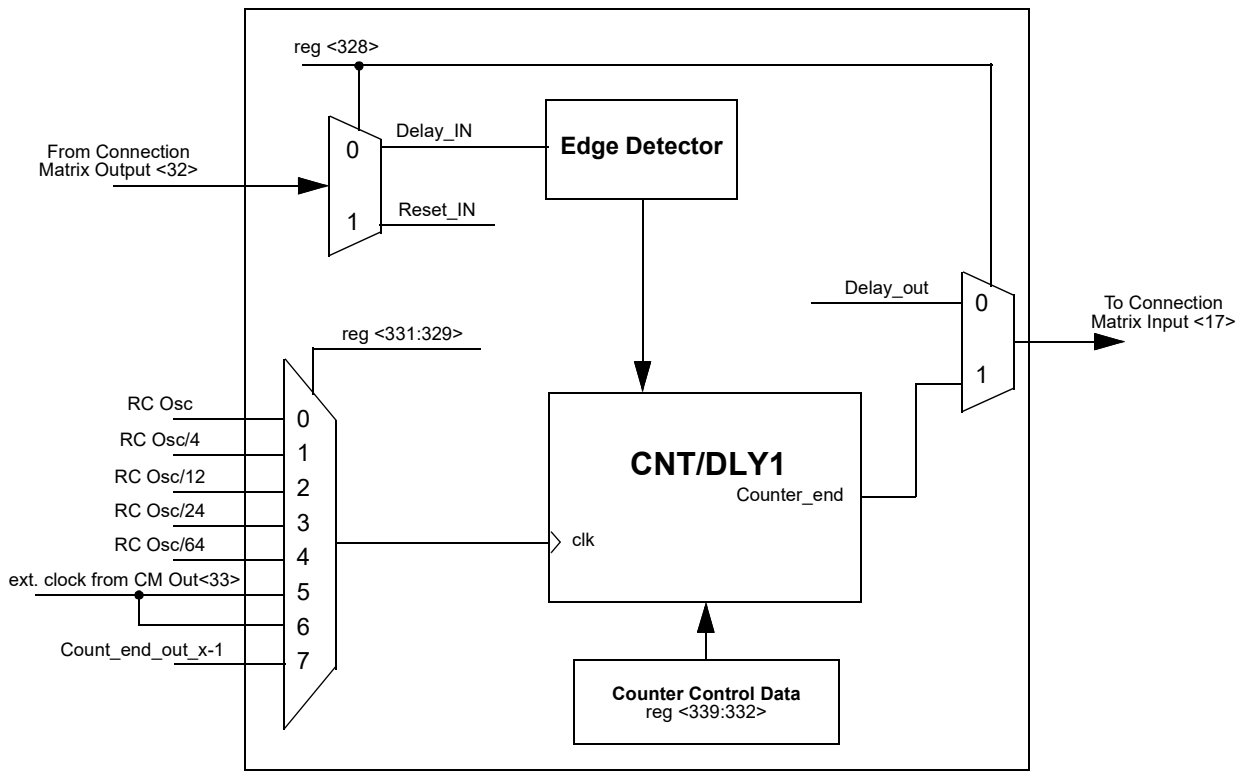 reg <328>
Delay_IN
Edge Detector
From Connection
Matrix Output <32>
0
1
Reset_IN
Delay_out
0
1
To Connection
Matrix Input <17>
reg <331:329>
RC Osc
RC Osc/4
RC Osc/12
RC Osc/24
RC Osc/64
ext. clock from CM Out<33>
Count_end_out_x-1
0
1
2
3
4
5
6
7
CNT/DLY1
Counter_end
clk
Counter Control Data
reg <339:332>